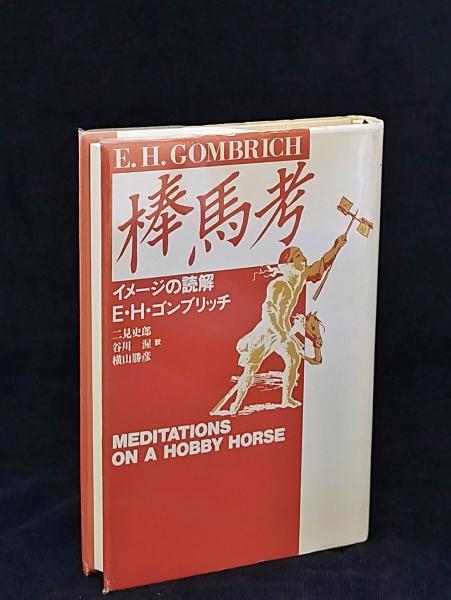 E. H. GOMBRICH
棒馬考
イメージの読解
E・H・ゴンブリッチ
二見史郎
谷川 渥 訳
横山勝彦
MEDITATIONS
ON A HOBBY HORSE